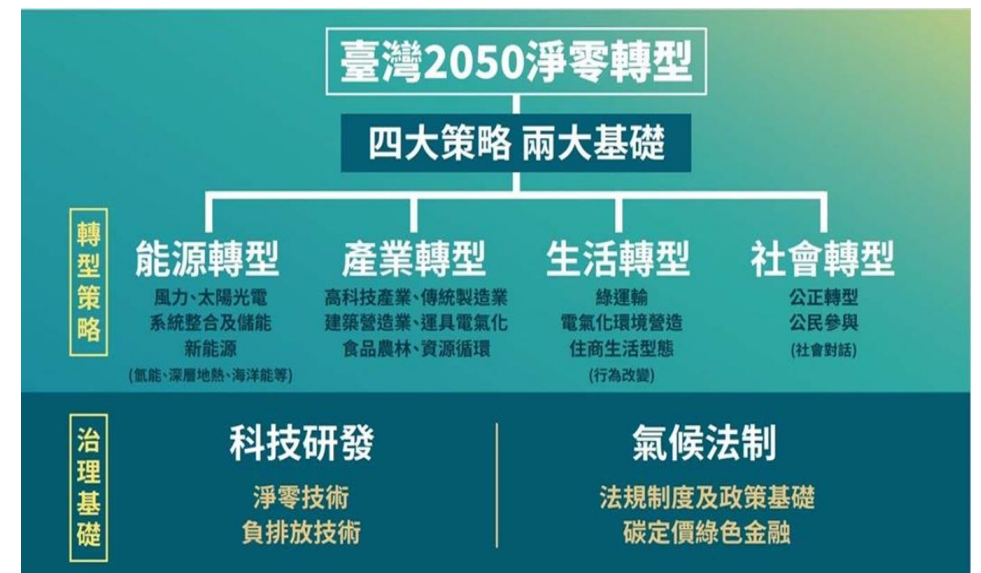 臺灣2050淨零轉型
四大策略 兩大基礎
轉型策略
能源轉型
風力、太陽光電
系統整合及儲能
新能源
(氫能、深層地熱、海洋能等)
產業轉型
高科技產業、傳統製造業
建築營造業、運具電氣化
食品農林、資源循環
生活轉型
綠運輸
電氣化環境營造
住商生活型態
(行為改變)
社會轉型
公正轉型
公民參與
(社會對話)
治理基礎
科技研發
淨零技術
負排放技術
氣候法制
法規制度及政策基礎
碳定價綠色金融